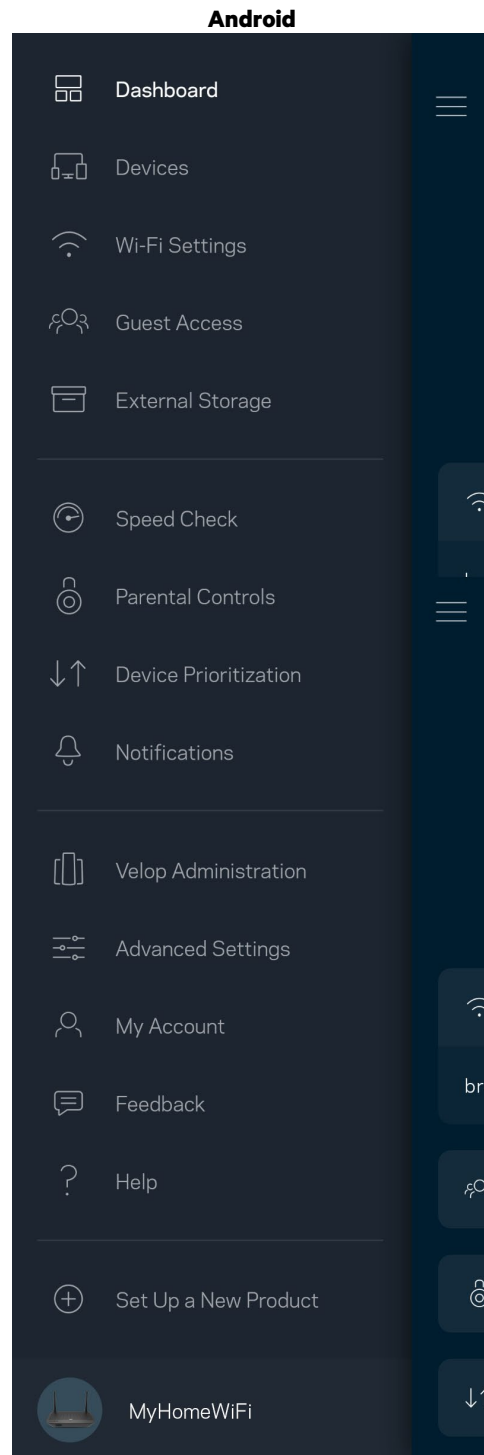 Android
Dashboard
Devices
Wi-Fi Settings
Guest Access
External Storage
Speed Check
Parental Controls
Device Prioritization
Notifications
Velop Administration
Advanced Settings
My Account
br
Feedback
Help
Set Up a New Product
MyHomeWiFi